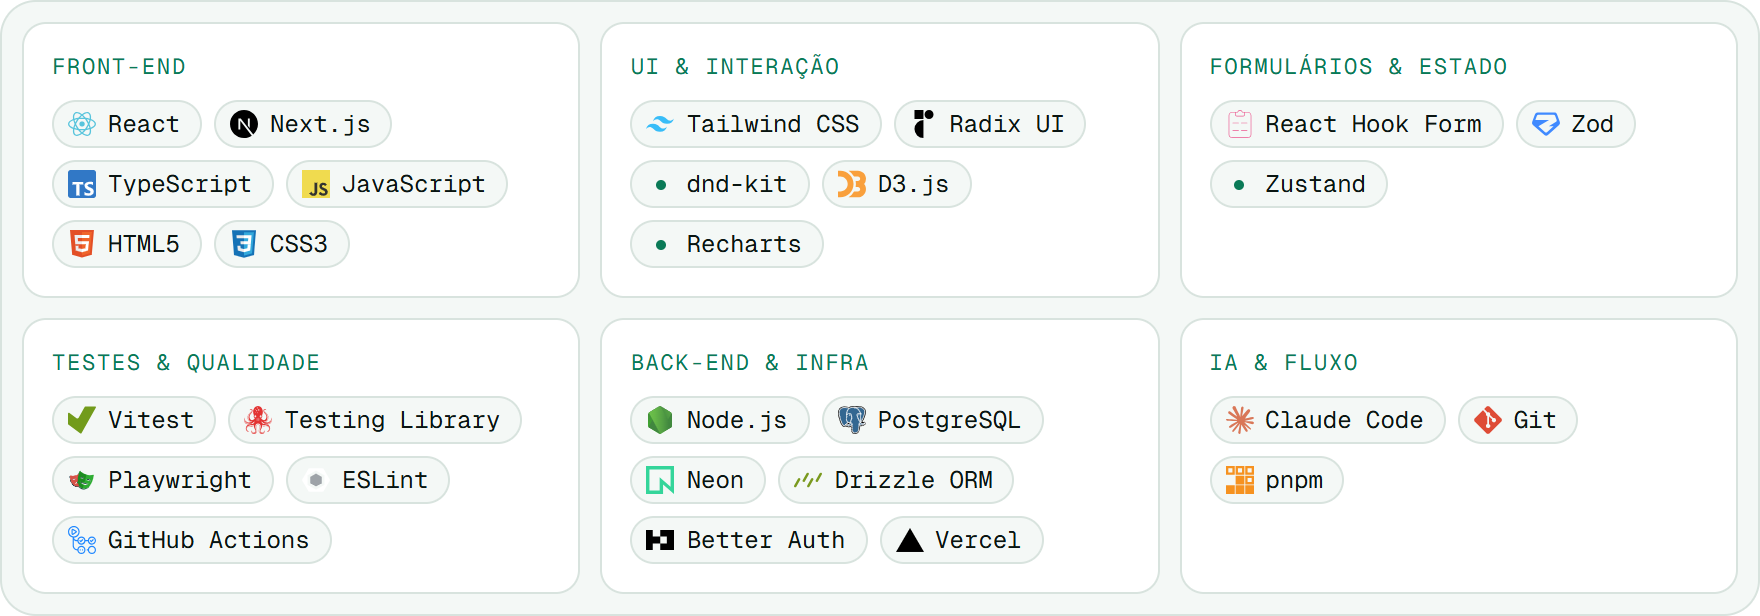 FRONT-END
React
Next.js
TypeScript
JavaScript
HTML5
CSS3
UI & INTERAÇÃO
Tailwind CSS
Radix UI
dnd-kit
D3.js
Recharts
FORMULÁRIOS & ESTADO
React Hook Form
Zod
Zustand
TESTES & QUALIDADE
Vitest
Testing Library
Playwright
ESLint
GitHub Actions
BACK-END & INFRA
Node.js
PostgreSQL
Neon
Drizzle ORM
Better Auth
Vercel
IA & FLUXO
Claude Code
Git
pnpm